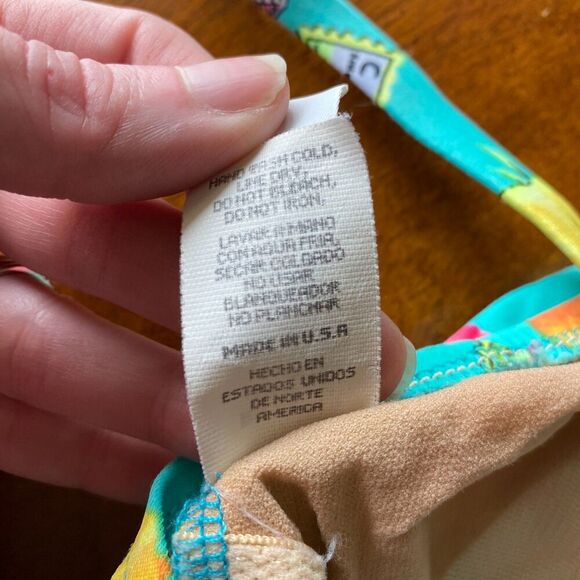 HAND WASH COLD,
LINE DRY,
DO NOT BLEACH,
DO NOT IRON.
LAVAR A MANO
CON AGUA FRIA,
SECAR COLGADO
NO USAR
BLANQUEADOR
NO PLANCHAR
MADE IN U.S.A
HECHO EN
ESTADOS UNIDOS
DE NORTE
AMERICA
C